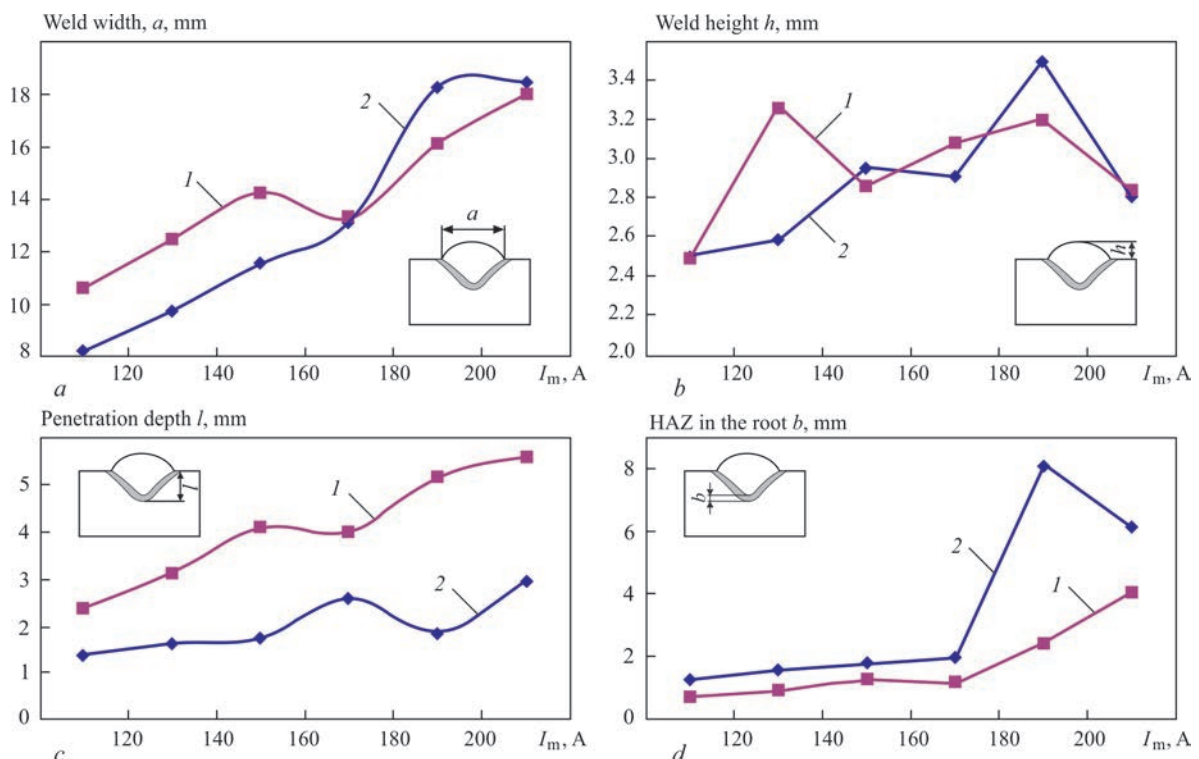 Weld width, a, mm
18
16
14
12
10
8
1
2
a
120 140 160 180 200 Im, A
a
Weld height h, mm
3.4
3.2
3.0
2.8
2.6
2.4
2.2
2.0
1
2
h
120 140 160 180 200 Im, A
b
Penetration depth l, mm
5
4
3
2
1
0
l
1
2
120 140 160 180 200 Im, A
c
HAZ in the root b, mm
8
6
4
2
0
b
2
1
120 140 160 180 200 Im, A
d